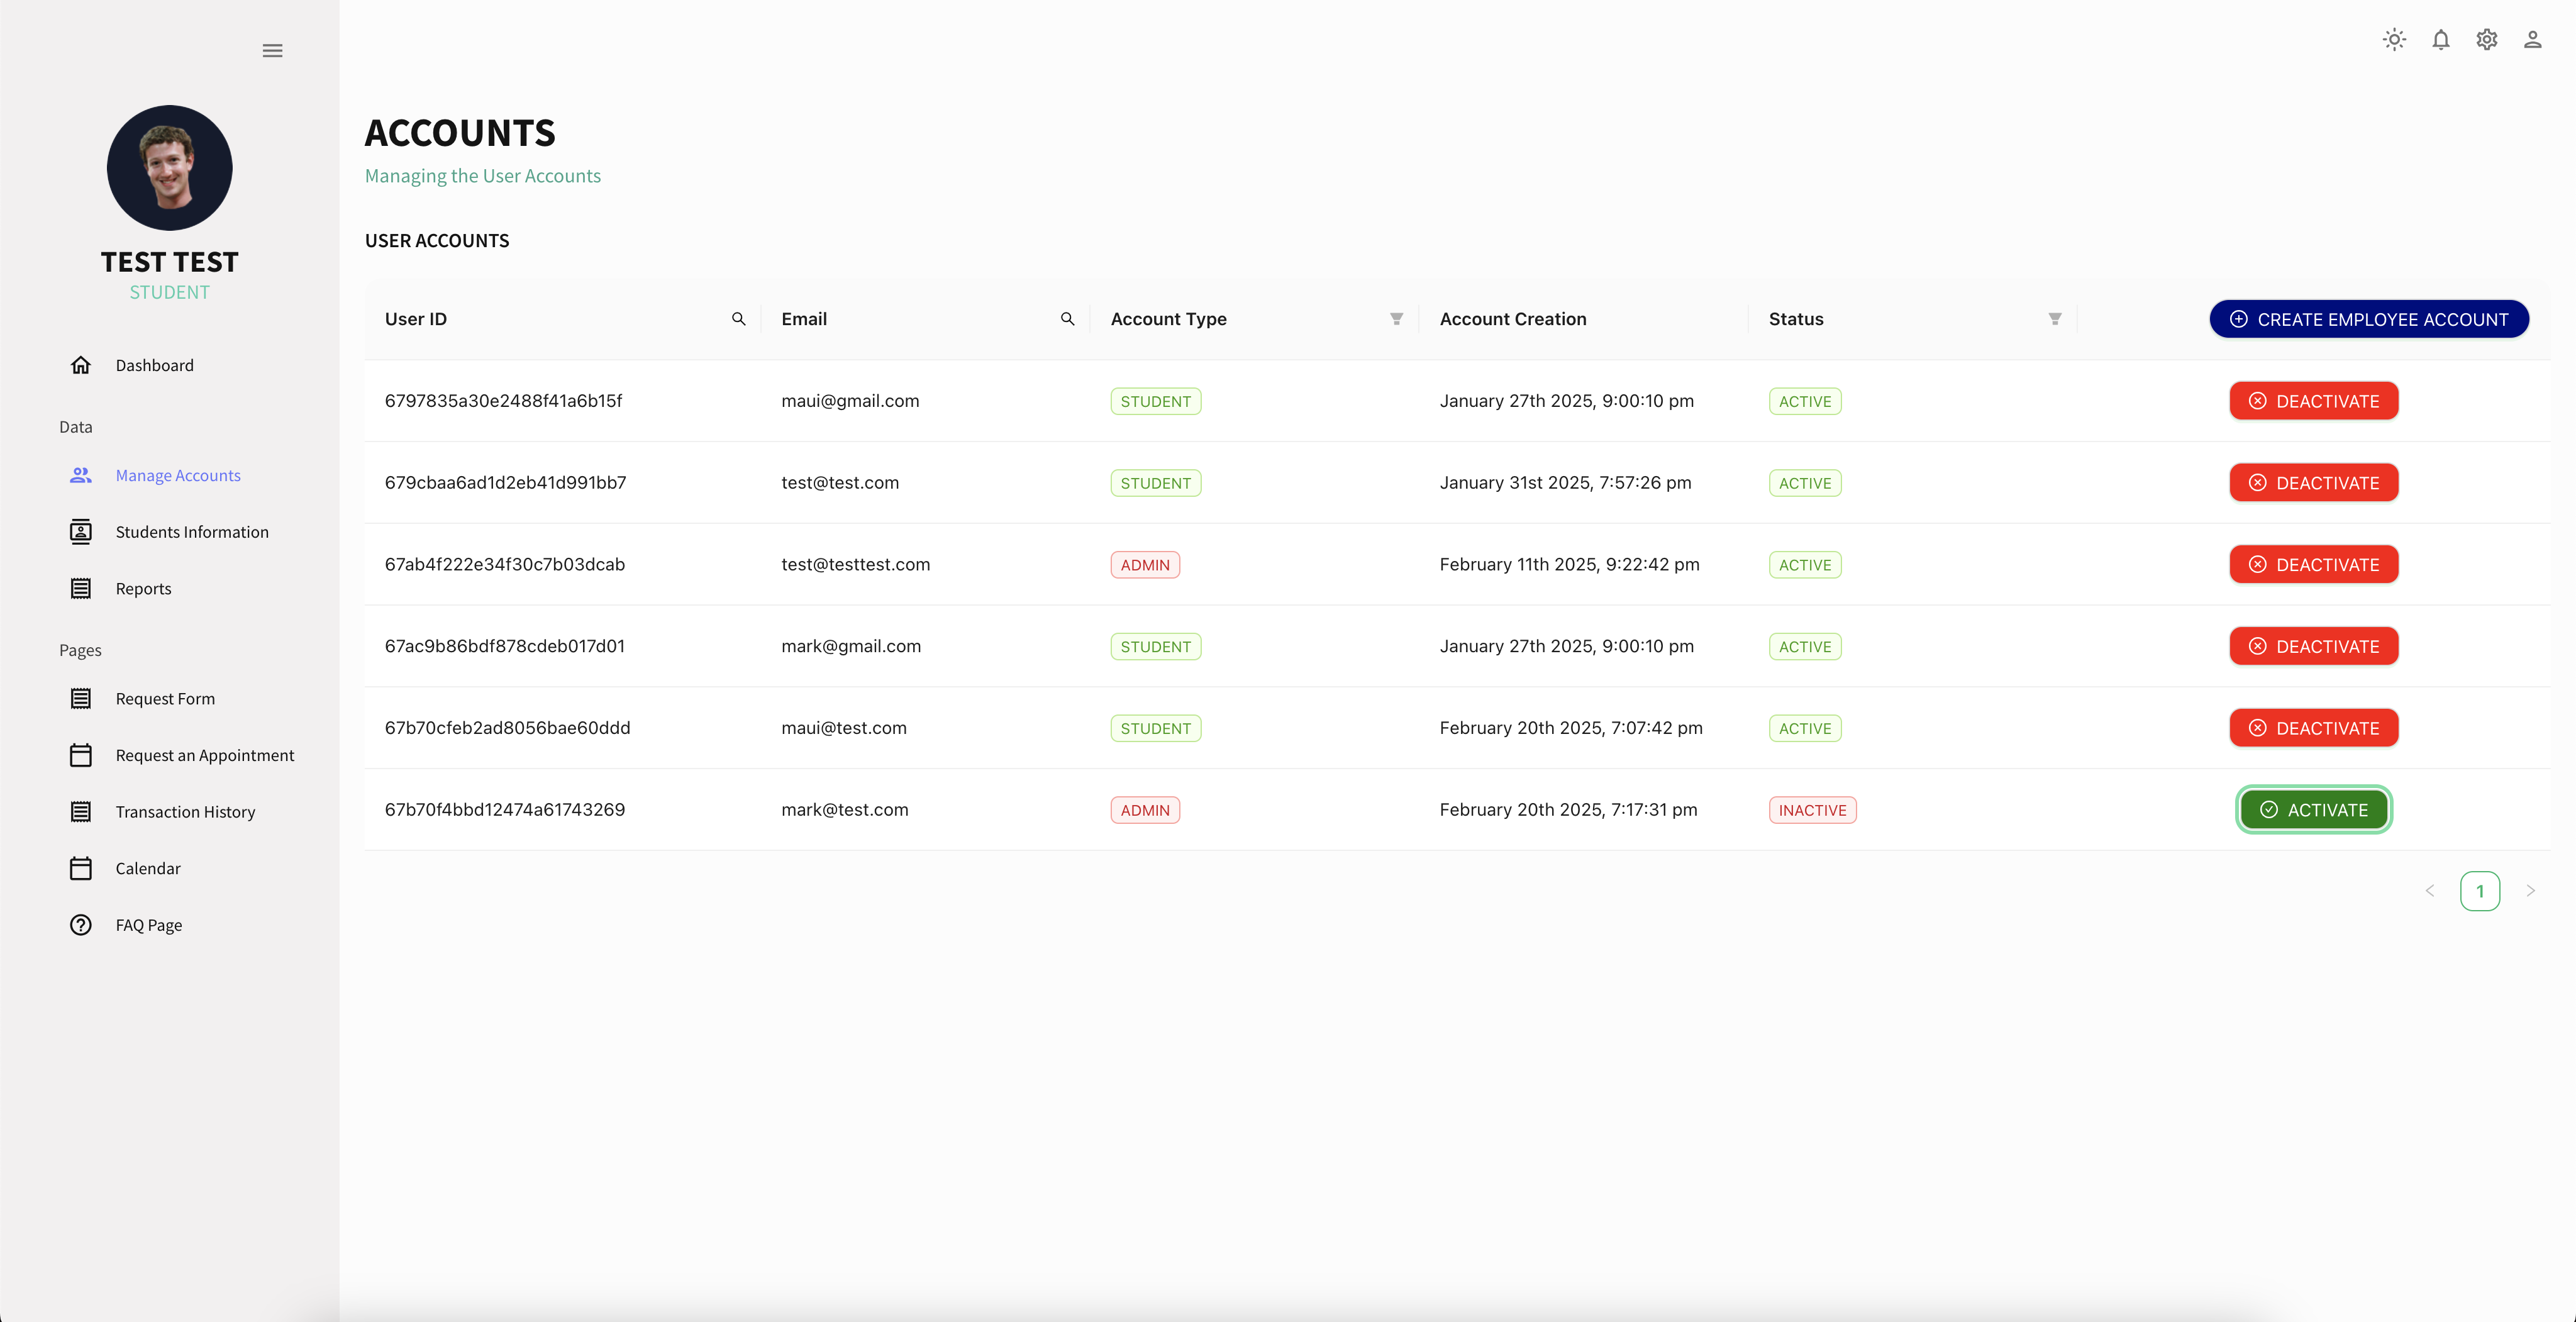 TEST TEST
STUDENT
Dashboard
Data
Manage Accounts
Students Information
Reports
Pages
Request Form
Request an Appointment
Transaction History
Calendar
FAQ Page
ACCOUNTS
Managing the User Accounts
USER ACCOUNTS
User ID Email Account Type Account Creation Status CREATE EMPLOYEE ACCOUNT
6797835a30e2488f41a6b15f maui@gmail.com STUDENT January 27th 2025, 9:00:10 pm ACTIVE DEACTIVATE
679cbaa6ad1d2eb41d991bb7 test@test.com STUDENT January 31st 2025, 7:57:26 pm ACTIVE DEACTIVATE
67ab4f222e34f30c7b03dcab test@testtest.com ADMIN February 11th 2025, 9:22:42 pm ACTIVE DEACTIVATE
67ac9b86bdf878cdeb017d01 mark@gmail.com STUDENT January 27th 2025, 9:00:10 pm ACTIVE DEACTIVATE
67b70cfeb2ad8056bae60ddd maui@test.com STUDENT February 20th 2025, 7:07:42 pm ACTIVE DEACTIVATE
67b70f4bbd12474a61743269 mark@test.com ADMIN February 20th 2025, 7:17:31 pm INACTIVE ACTIVATE
1